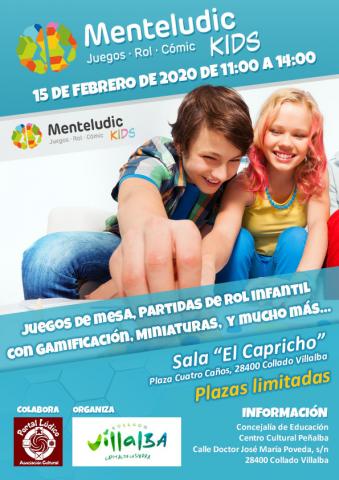 Menteludic
Juegos · Rol · Cómic KIDS
15 DE FEBRERO DE 2020 DE 11:00 A 14:00
Menteludic
Juegos · Rol · Cómic KIDS
JUEGOS DE MESA, PARTIDAS DE ROL INFANTIL
CON GAMIFICACIÓN, MINIATURAS, Y MUCHO MÁS...
Sala "El Capricho"
Plaza Cuatro Caños, 28400 Collado Villalba
Plazas limitadas
COLABORA
ORGANIZA
Portal Lúdico
Asociación Cultural
COLLADO
Villalba
INFORMACIÓN
Concejalía de Educación
Centro Cultural Peñalba
Calle Doctor José María Poveda, s/n
28400 Collado Villalba